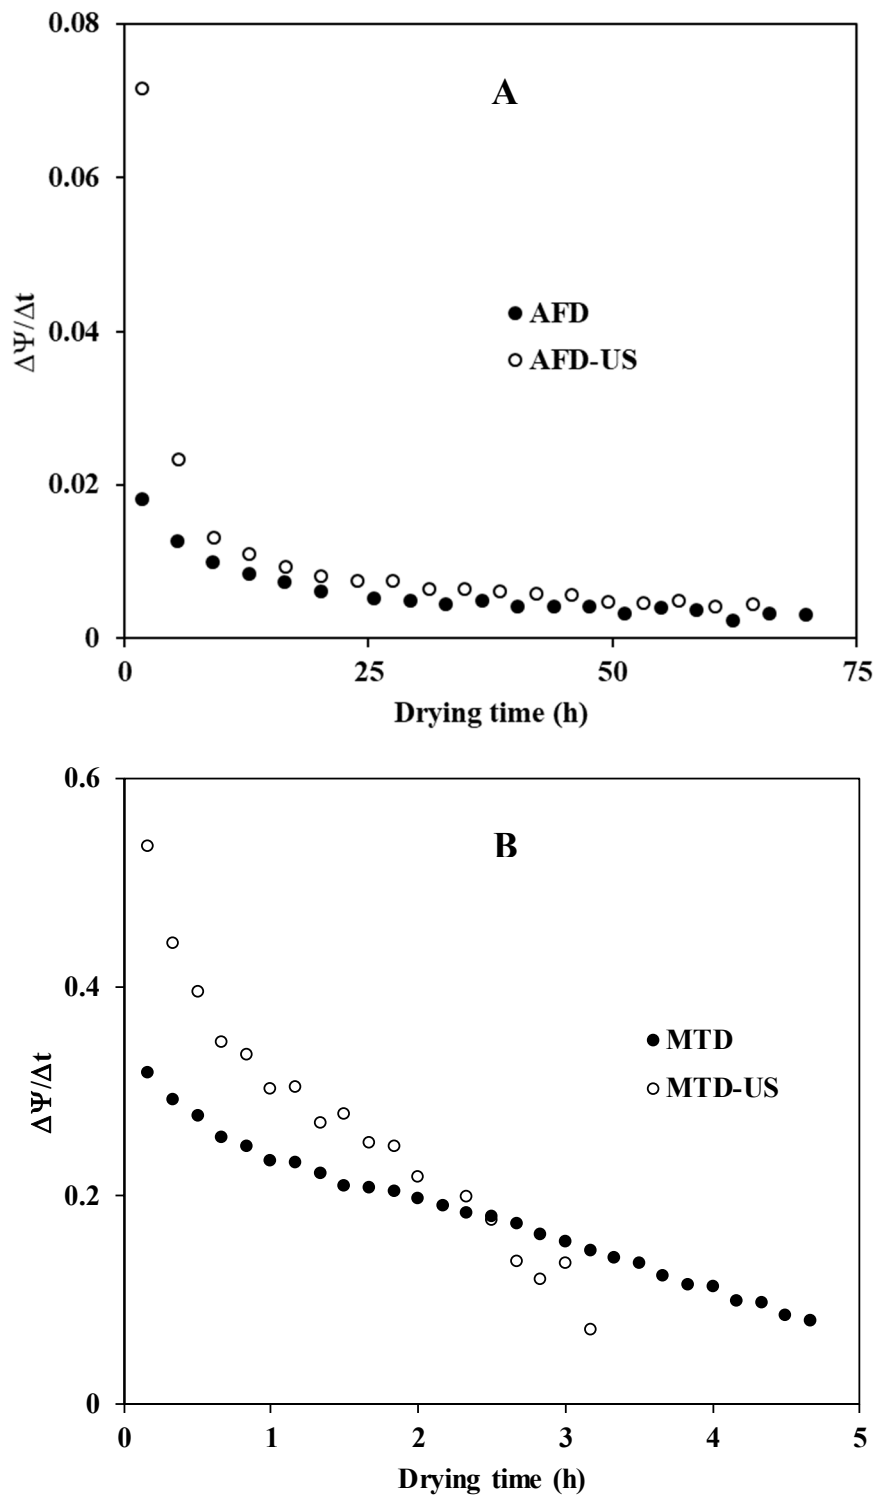 0.08
A
0.06
ΔΨ/Δt
0.04
AFD
AFD-US
0.02
0
0 25 50 75
Drying time (h)
0.6
B
0.4
ΔΨ/Δt
MTD
MTD-US
0.2
0
0 1 2 3 4 5
Drying time (h)